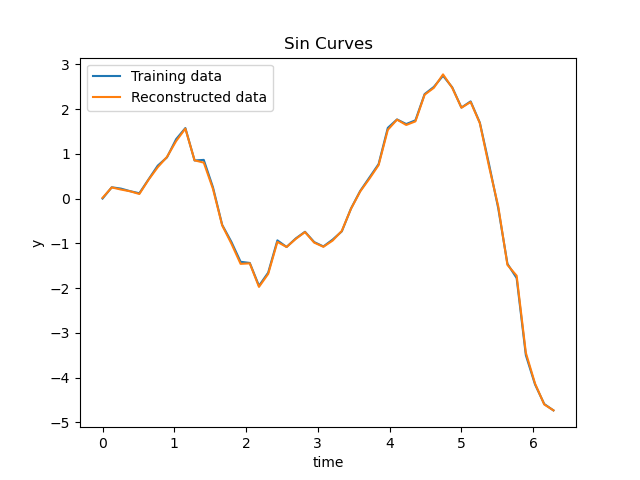 Sin Curves
Training data
Reconstructed data
3
2
1
0
−1
−2
−3
−4
−5
y
0 1 2 3 4 5 6
time